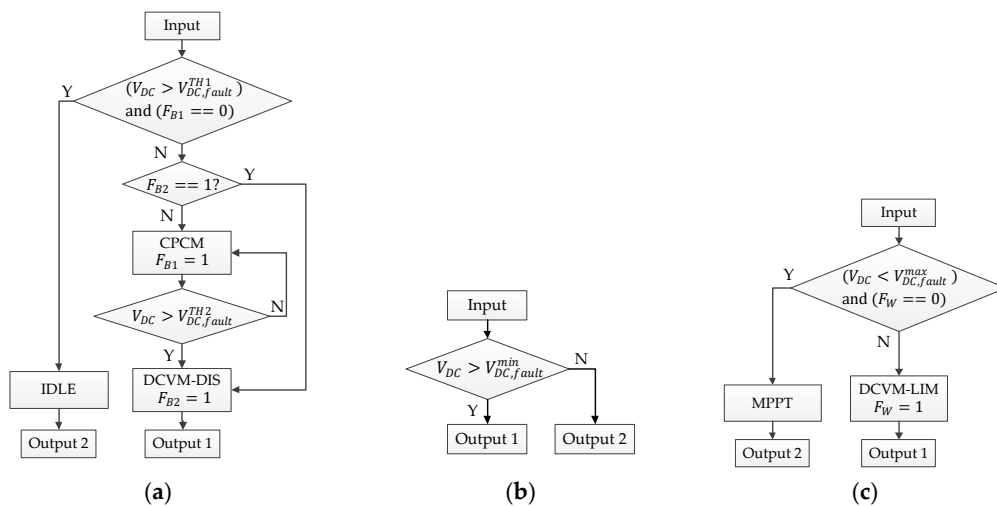 Input
(V_DC > V_DC,fault^TH1)
and (F_B1 == 0)
Y
N
F_B2 == 1?
Y
N
CPCM
F_B1 = 1
V_DC > V_DC,fault^TH2
N
Y
IDLE
DCVM-DIS
F_B2 = 1
Output 2
Output 1
(a)
Input
V_DC > V_DC,fault^min
N
Y
Output 1
Output 2
(b)
Input
(V_DC < V_DC,fault^max)
and (F_W == 0)
Y
N
MPPT
DCVM-LIM
F_W = 1
Output 2
Output 1
(c)